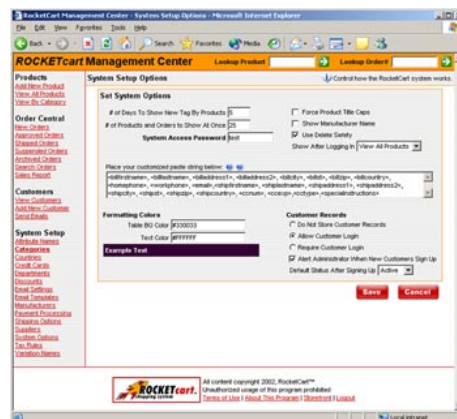 RocketCart Management Center - System Setup Options - Microsoft Internet Explorer
File Edit View Favorites Tools Help
Back Search Favorites Media
ROCKETcart Management Center Lookup Product Lookup Order#
Products
Add New Product
View All Products
View By Category
Order Central
New Orders
Approved Orders
Shipped Orders
Suspended Orders
Archived Orders
Search Orders
Sales Report
Customers
View Customers
Add New Customer
Send Emails
System Setup
Attribute Names
Categories
Countries
Credit Cards
Departments
Discounts
Email Settings
Email Templates
Manufacturers
Payment Processing
Shipping Options
Suppliers
System Options
Tax Rules
Variation Names
System Setup Options Control how the RocketCart system works.
Set System Options
# of Days To Show New Tag By Products 5
# of Products and Orders to Show At Once 25
System Access Password test
Force Product Title Caps
Show Manufacturer Name
Use Delete Safety
Show After Logging In View All Products
Place your customized paste string below:
<billfirstname>, <billlastname>, <billaddress1>, <billaddress2>, <billcity>, <billst>, <billzip>, <billcountry>,
<homephone>, <workphone>, <email>, <shipfirstname>, <shiplastname>, <shipaddress1>, <shipaddress2>,
<shipcity>, <shipst>, <shipzip>, <shipcountry>, <ccnum>, <ccexp>, <cctype>, <specialinstructions>
Formatting Colors
Table BG Color #330033
Text Color #FFFFFF
Example Text
Customer Records
Do Not Store Customer Records
Allow Customer Login
Require Customer Login
Alert Administrator When New Customers Sign Up
Default Status After Signing Up Active
Save Cancel
ROCKETcart.
shopping system
All content copyright 2002, RocketCart™
Unauthorized usage of this program prohibited
Terms of Use | About This Program | Storefront | Logout
Local intranet